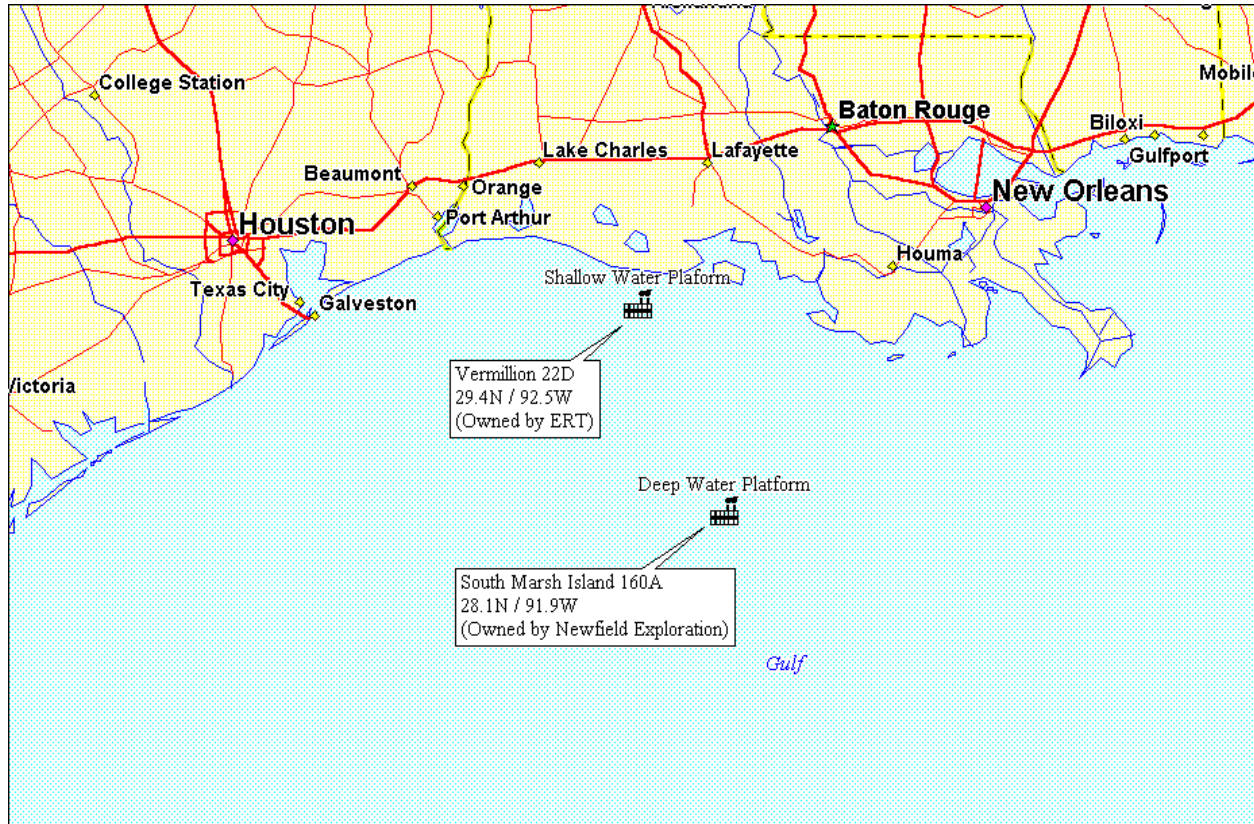 College Station
Mobile
Baton Rouge
Biloxi
Gulfport
Lake Charles
Lafayette
Beaumont
Orange
New Orleans
Port Arthur
Houston
Houma
Shallow Water Plaform
Texas City
Galveston
Vermillion 22D
29.4N / 92.5W
(Owned by ERT)
Victoria
Deep Water Platform
South Marsh Island 160A
28.1N / 91.9W
(Owned by Newfield Exploration)
Gulf